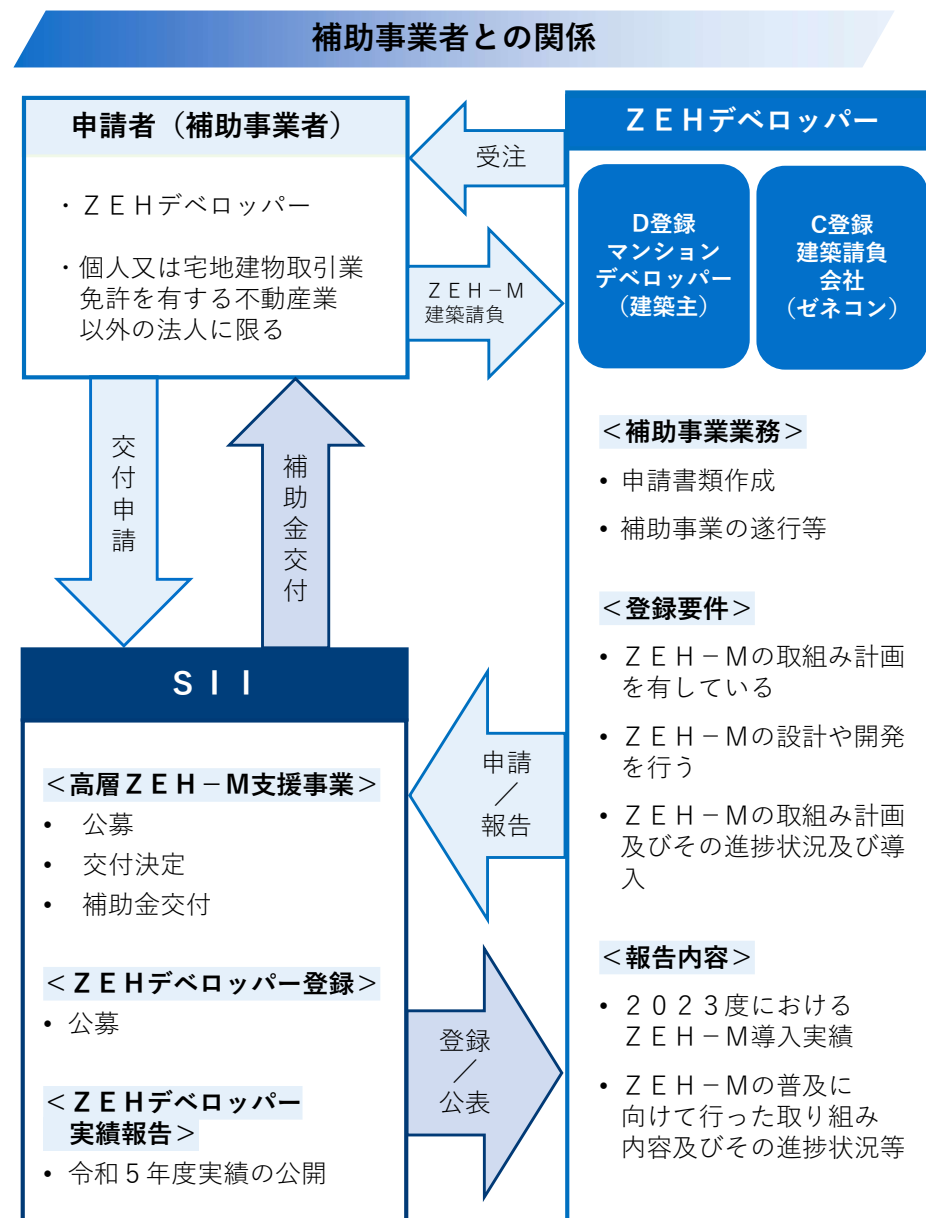 補助事業者との関係
申請者（補助事業者）
・ＺＥＨデベロッパー
・個人又は宅地建物取引業
免許を有する不動産業
以外の法人に限る
受注
ＺＥＨ－Ｍ
建築請負
ＺＥＨデベロッパー
D登録
マンション
デベロッパー
（建築主）
C登録
建築請負
会社
（ゼネコン）
交付申請
補助金交付
＜補助事業業務＞
• 申請書類作成
• 補助事業の遂行等
＜登録要件＞
• ＺＥＨ－Ｍの取組み計画
を有している
• ＺＥＨ－Ｍの設計や開発
を行う
• ＺＥＨ－Ｍの取組み計画
及びその進捗状況及び導
入
＜報告内容＞
• ２０２３度における
ＺＥＨ－Ｍ導入実績
• ＺＥＨ－Ｍの普及に
向けて行った取り組み
内容及びその進捗状況等
ＳＩＩ
＜高層ＺＥＨ－Ｍ支援事業＞
• 公募
• 交付決定
• 補助金交付
＜ＺＥＨデベロッパー登録＞
• 公募
＜ＺＥＨデベロッパー
実績報告＞
• 令和５年度実績の公開
申請
／
報告
登録
／
公表